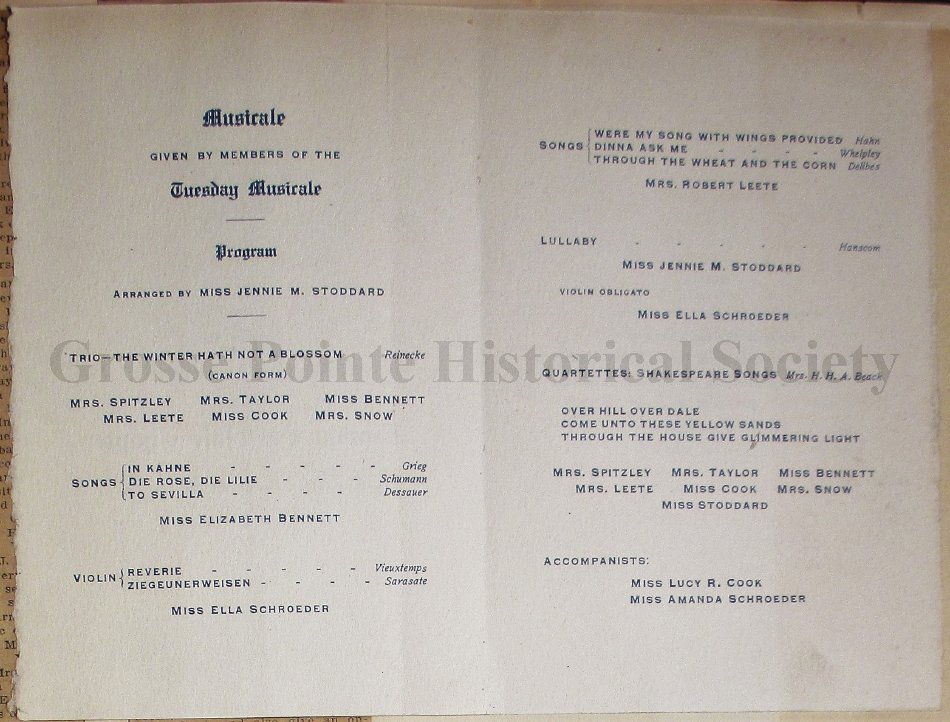 Musicale
GIVEN BY MEMBERS OF THE
Tuesday Musicale
Program
ARRANGED BY MISS JENNIE M. STODDARD
TRIO—THE WINTER HATH NOT A BLOSSOM Reinecke
(CANON FORM)
MRS. SPITZLEY MRS. TAYLOR MISS BENNETT
MRS. LEETE MISS COOK MRS. SNOW
SONGS { IN KAHNE - - - - - Grieg
DIE ROSE, DIE LILIE - - - Schumann
TO SEVILLA - - - - Dessauer
MISS ELIZABETH BENNETT
VIOLIN { REVERIE - - - - - Vieuxtemps
ZIEGEUNERWEISEN - - - - Sarasate
MISS ELLA SCHROEDER
SONGS { WERE MY SONG WITH WINGS PROVIDED Hahn
DINNA ASK ME - - - - Whelpley
THROUGH THE WHEAT AND THE CORN Delibes
MRS. ROBERT LEETE
LULLABY - - - - - Hanscom
MISS JENNIE M. STODDARD
VIOLIN OBLIGATO
MISS ELLA SCHROEDER
QUARTETTES: SHAKESPEARE SONGS Mrs. H. H. A. Beach
OVER HILL OVER DALE
COME UNTO THESE YELLOW SANDS
THROUGH THE HOUSE GIVE GLIMMERING LIGHT
MRS. SPITZLEY MRS. TAYLOR MISS BENNETT
MRS. LEETE MISS COOK MRS. SNOW
MISS STODDARD
ACCOMPANISTS:
MISS LUCY R. COOK
MISS AMANDA SCHROEDER
Grosse Pointe Historical Society